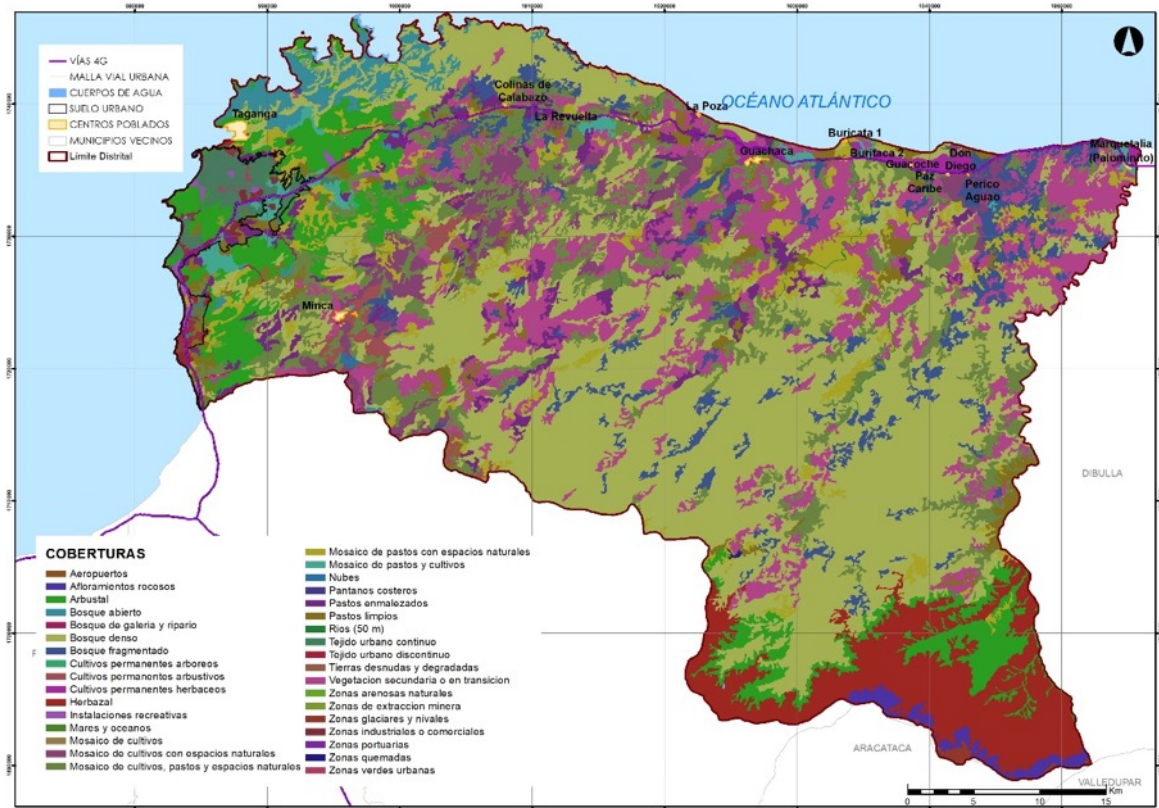 VÍAS 4G
MALLA VIAL URBANA
CUERPOS DE AGUA
SUELO URBANO
CENTROS POBLADOS
MUNICIPIOS VECINOS
Límite Distrital
OCÉANO ATLÁNTICO
Taganga
Colinas de
Calabazo
La Revuelta
La Poza
Guachaca
Buricata 1
Buritaca 2
Guacoche
Paz
Caribe
Don
Diego
Perico
Aguao
Marquetalia
(Palominito)
Minca
DIBULLA
ARACATACA
VALLEDUPAR
COBERTURAS
Aeropuertos
Afloramientos rocosos
Arbustal
Bosque abierto
Bosque de galeria y ripario
Bosque denso
Bosque fragmentado
Cultivos permanentes arboreos
Cultivos permanontes arbustivos
Cultivos permanentes herbaceos
Herbazal
Instalaciones recreativas
Mares y oceanos
Mosaico de cultivos
Mosaico de cultivos con espacios naturales
Mosaico de cultivos, pastos y espacios naturales
Mosaico de pastos con espacios naturales
Mosaico de pastos y cultivos
Nubes
Pantanos costeros
Pastos enmalezados
Pastos limpios
Rios (50 m)
Tejido urbano continuo
Tojido urbano discontinuo
Tierras desnudas y degradadas
Vegetacion secundaria o en transicion
Zonas arenosas naturales
Zonas de extraccion minera
Zonas glaciares y nivales
Zonas industriales o comerciales
Zonas portuarias
Zonas quemadas
Zonas verdes urbanas
Km
0 5 10 15